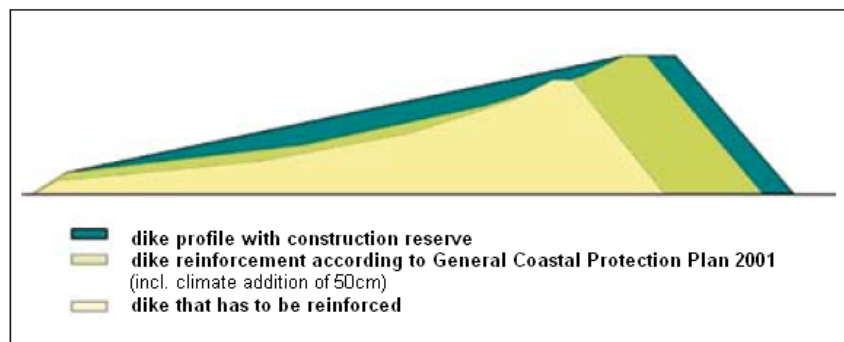 dike profile with construction reserve
dike reinforcement according to General Coastal Protection Plan 2001
(incl. climate addition of 50cm)
dike that has to be reinforced